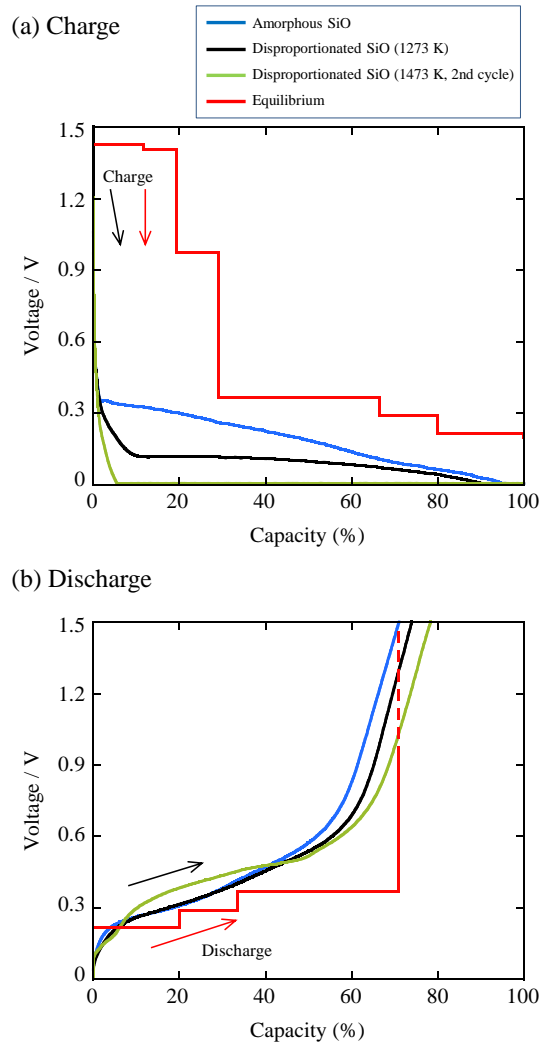 (a) Charge
Amorphous SiO
Disproportionated SiO (1273 K)
Disproportionated SiO (1473 K, 2nd cycle)
Equilibrium
1.5
1.2
0.9
0.6
0.3
0
Voltage / V
Charge
0 20 40 60 80 100
Capacity (%)
(b) Discharge
1.5
1.2
0.9
0.6
0.3
0
Voltage / V
Discharge
0 20 40 60 80 100
Capacity (%)